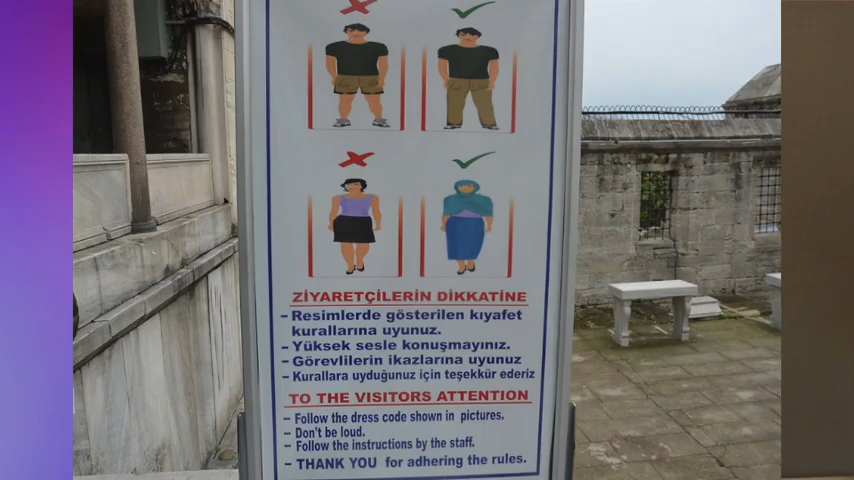 ZİYARETÇİLERİN DİKKATİNE
- Resimlerde gösterilen kıyafet
kurallarına uyunuz.
- Yüksek sesle konuşmayınız.
- Görevlilerin ikazlarına uyunuz
- Kurallara uyduğunuz için teşekkür ederiz
TO THE VISITORS ATTENTION
- Follow the dress code shown in pictures.
- Don't be loud.
- Follow the instructions by the staff.
- THANK YOU for adhering the rules.